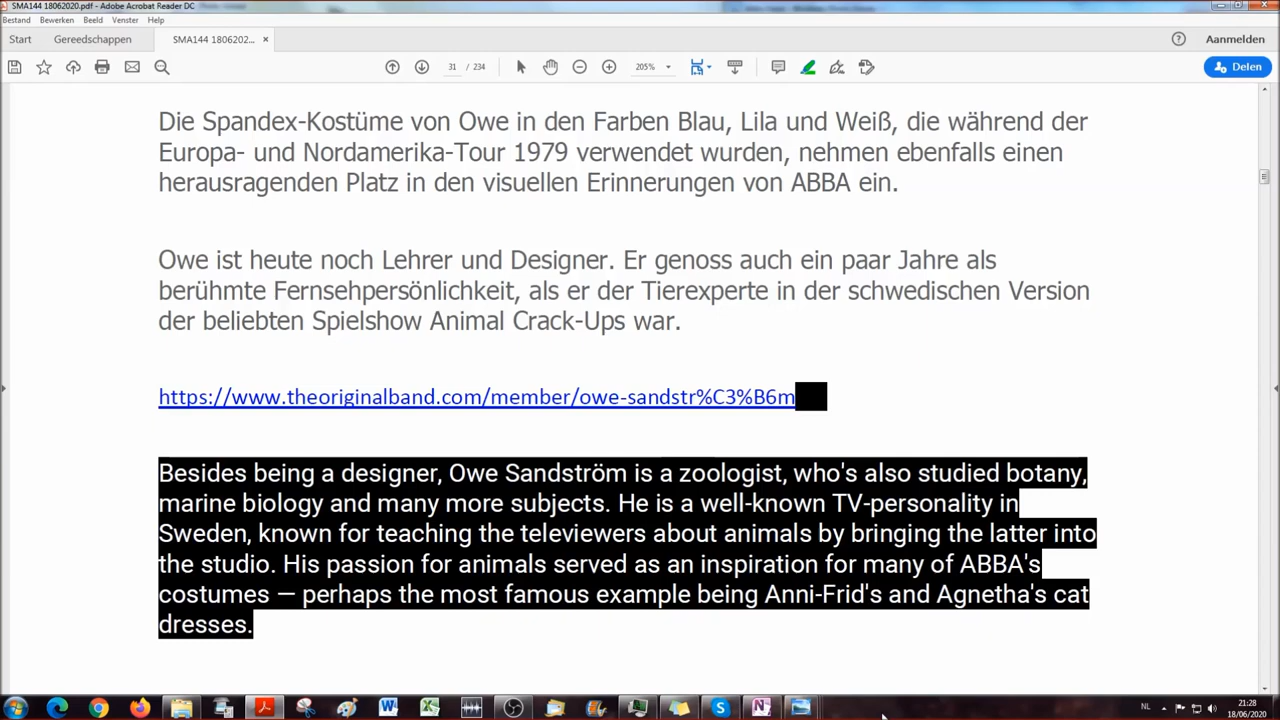 SMA144 18062020.pdf - Adobe Acrobat Reader DC
Bestand Bewerken Beeld Venster Help
Start Gereedschappen SMA144 1806202... × Aanmelden
31 / 234 205% Delen
Die Spandex-Kostüme von Owe in den Farben Blau, Lila und Weiß, die während der
Europa- und Nordamerika-Tour 1979 verwendet wurden, nehmen ebenfalls einen
herausragenden Platz in den visuellen Erinnerungen von ABBA ein.
Owe ist heute noch Lehrer und Designer. Er genoss auch ein paar Jahre als
berühmte Fernsehpersönlichkeit, als er der Tierexperte in der schwedischen Version
der beliebten Spielshow Animal Crack-Ups war.
https://www.theoriginalband.com/member/owe-sandstr%C3%B6m
Besides being a designer, Owe Sandström is a zoologist, who's also studied botany,
marine biology and many more subjects. He is a well-known TV-personality in
Sweden, known for teaching the televiewers about animals by bringing the latter into
the studio. His passion for animals served as an inspiration for many of ABBA's
costumes — perhaps the most famous example being Anni-Frid's and Agnetha's cat
dresses.
NL 21:28
18/06/2020